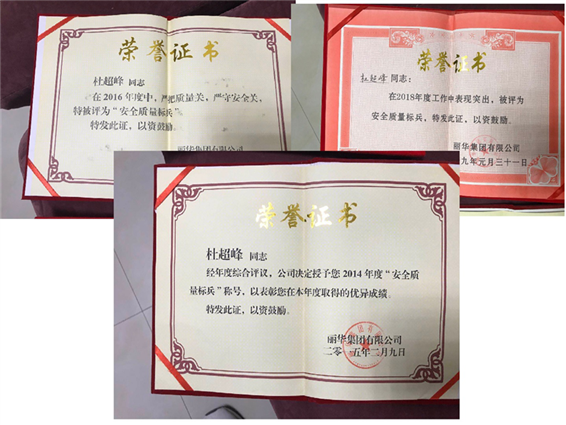 荣誉证书
杜超峰 同志
在2016年度中,严把质量关,严守安全关,
特被评为“安全质量标兵”
特发此证,以资鼓励。
丽华集团有限公司
荣誉证书
杜超峰 同志:
在2018年度工作中表现突出,被评为
安全质量标兵,特发此证,以资鼓励。
丽华集团有限公司
九年元月三十一日
荣誉证书
杜超峰 同志
经年度综合评议,公司决定授予您2014年度“安全质
量标兵”称号,以表彰您在本年度取得的优异成绩。
特发此证,以资鼓励。
丽华集团有限公司
二零一五年二月九日